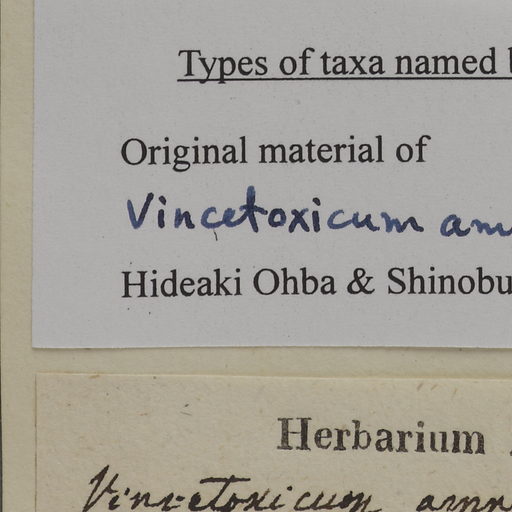 Types of taxa named
Original material of
Vincetoxicum am
Hideaki Ohba & Shinobu
Herbarium
Vincetoxicum